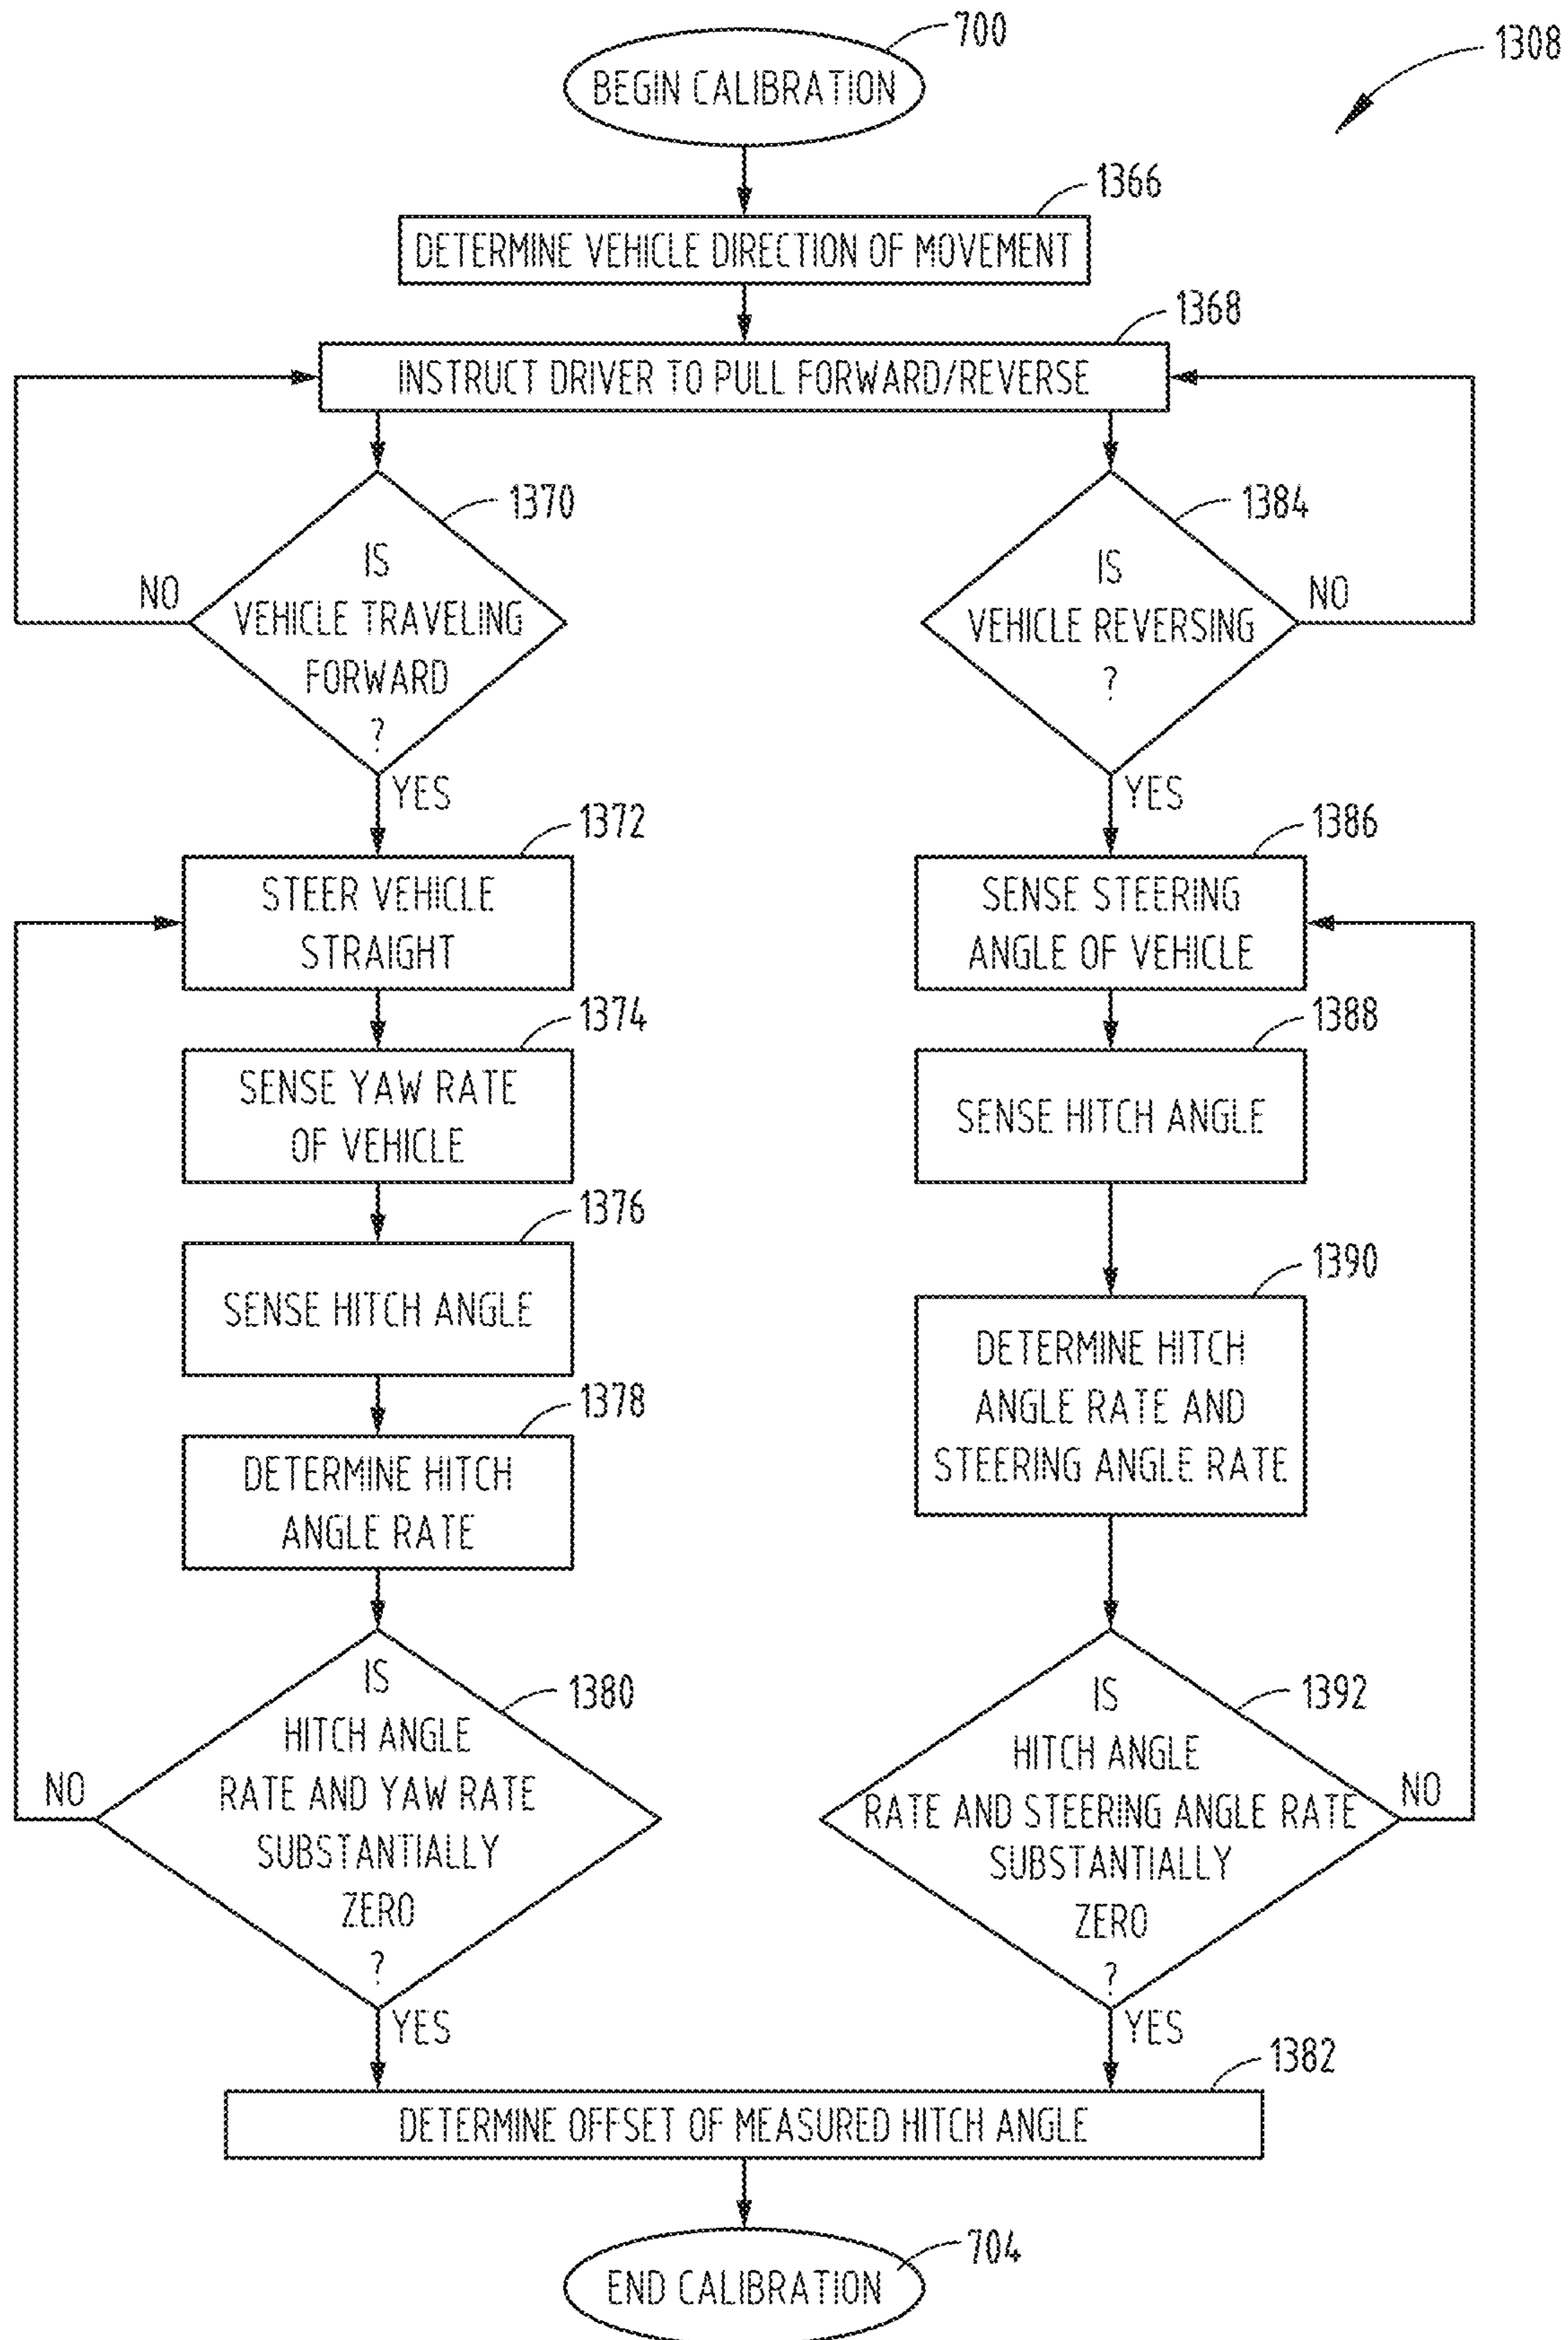 700
1308
BEGIN CALIBRATION
1366
DETERMINE VEHICLE DIRECTION OF MOVEMENT
1368
INSTRUCT DRIVER TO PULL FORWARD/REVERSE
1370
IS
VEHICLE TRAVELING
FORWARD
?
NO
YES
1384
IS
VEHICLE REVERSING
?
NO
YES
1372
STEER VEHICLE
STRAIGHT
1374
SENSE YAW RATE
OF VEHICLE
1376
SENSE HITCH ANGLE
1378
DETERMINE HITCH
ANGLE RATE
1380
IS
HITCH ANGLE
RATE AND YAW RATE
SUBSTANTIALLY
ZERO
?
NO
YES
1386
SENSE STEERING
ANGLE OF VEHICLE
1388
SENSE HITCH ANGLE
1390
DETERMINE HITCH
ANGLE RATE AND
STEERING ANGLE RATE
1392
IS
HITCH ANGLE
RATE AND STEERING ANGLE RATE
SUBSTANTIALLY
ZERO
?
NO
YES
1382
DETERMINE OFFSET OF MEASURED HITCH ANGLE
704
END CALIBRATION